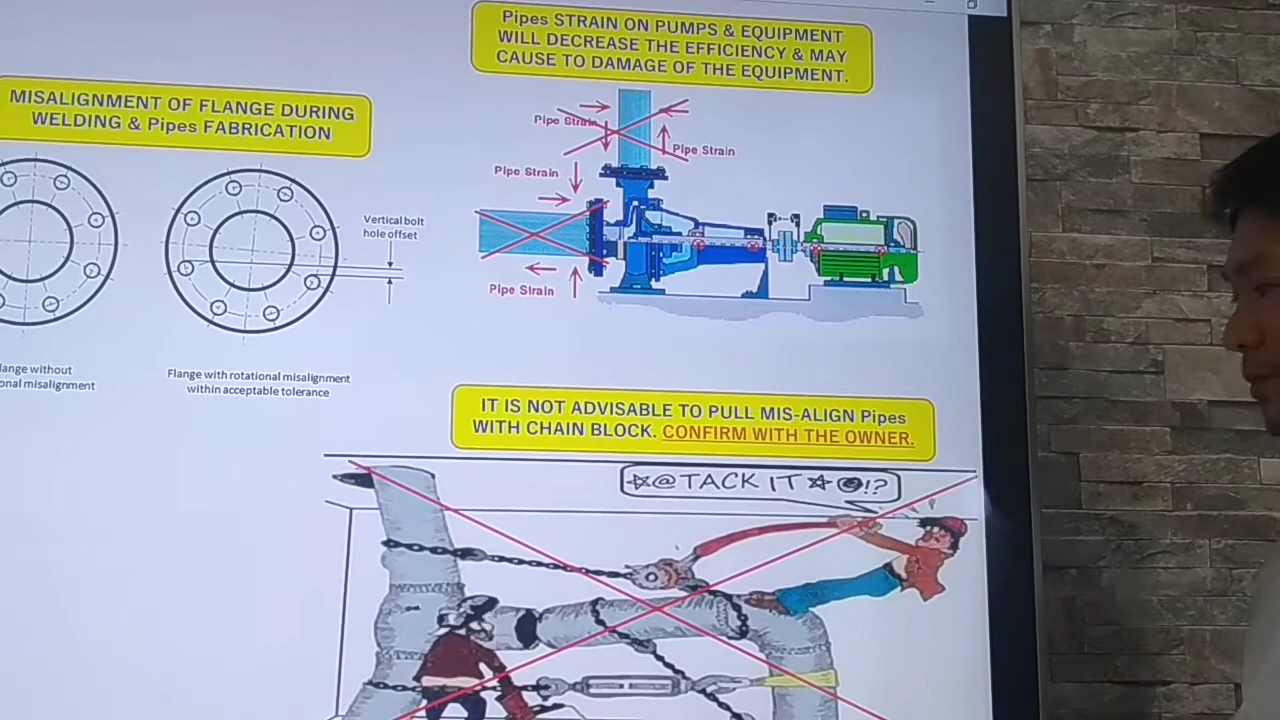 Pipes STRAIN ON PUMPS & EQUIPMENT
WILL DECREASE THE EFFICIENCY & MAY
CAUSE TO DAMAGE OF THE EQUIPMENT.
MISALIGNMENT OF FLANGE DURING
WELDING & Pipes FABRICATION
Pipe Strain
Pipe Strain
Pipe Strain
Vertical bolt
hole offset
Pipe Strain
without
misalignment
Flange with rotational misalignment
within acceptable tolerance
IT IS NOT ADVISABLE TO PULL MIS-ALIGN Pipes
WITH CHAIN BLOCK. CONFIRM WITH THE OWNER.
@TACK IT !?